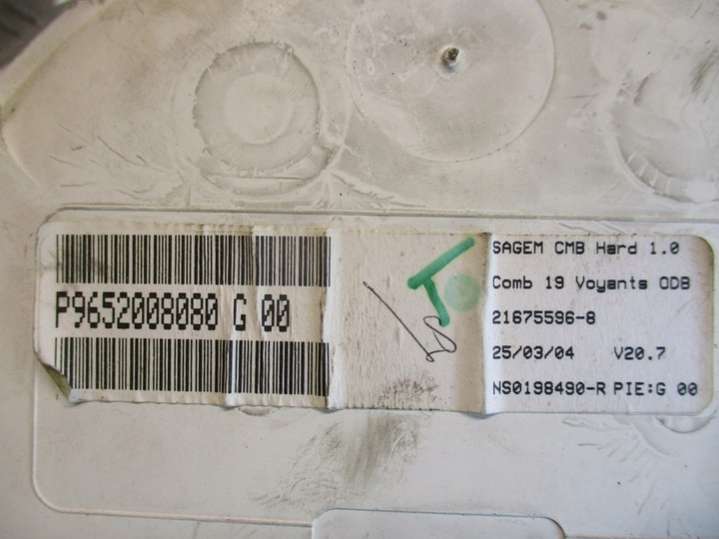 P9652008080 G 00
SAGEM CMB Hard 1.0
Comb 19 Voyants ODB
21675596-8
25/03/04 V20.7
NS0198490-R PIE:G 00